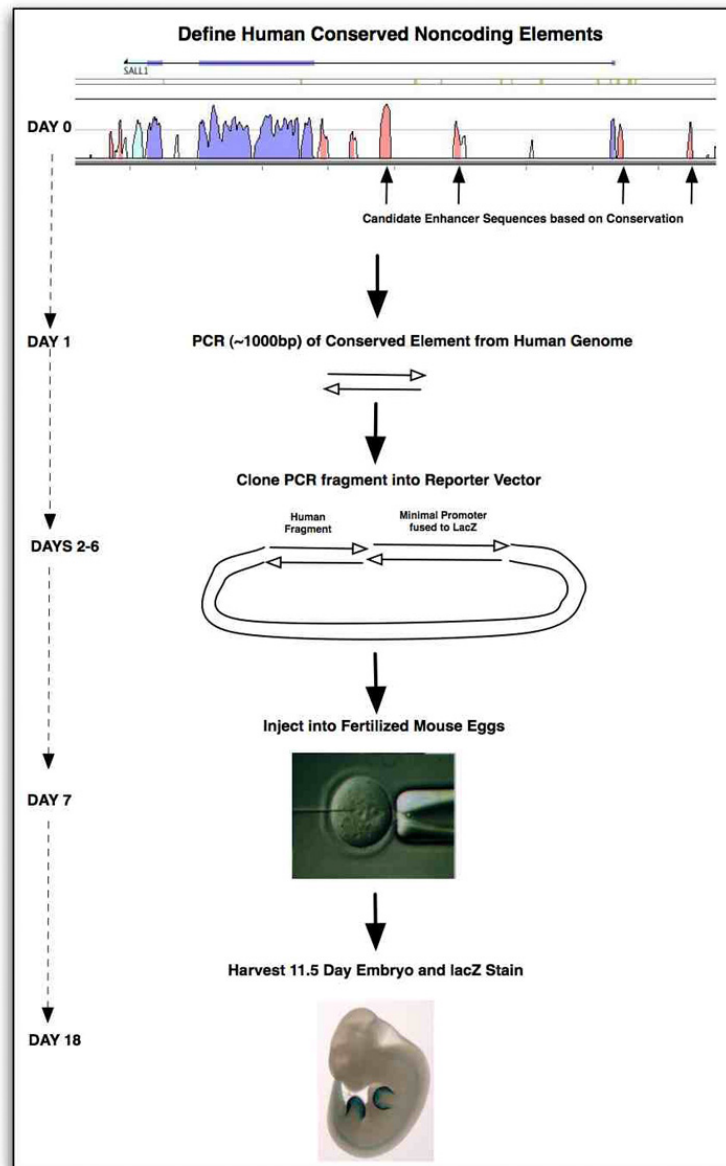 Define Human Conserved Noncoding Elements
SALL1
DAY 0
Candidate Enhancer Sequences based on Conservation
DAY 1
PCR (~1000bp) of Conserved Element from Human Genome
Clone PCR fragment into Reporter Vector
Human
Fragment
Minimal Promoter
fused to LacZ
DAYS 2-6
Inject into Fertilized Mouse Eggs
DAY 7
Harvest 11.5 Day Embryo and lacZ Stain
DAY 18